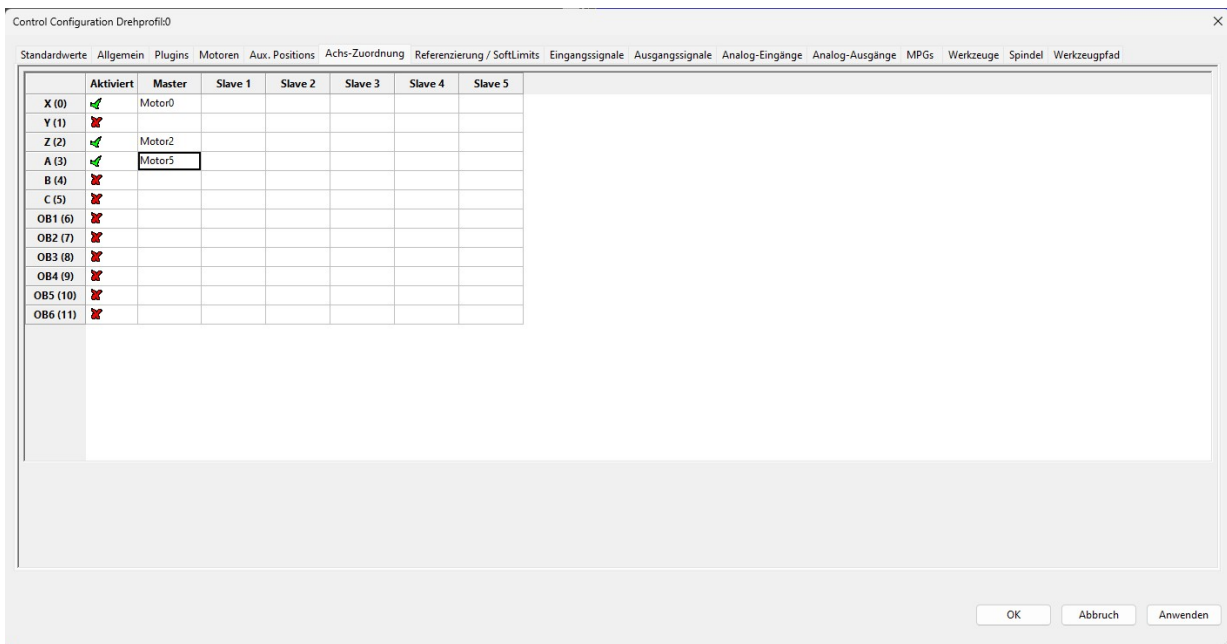 Control Configuration Drehprofil:0
Standardwerte Allgemein Plugins Motoren Aux. Positions Achs-Zuordnung Referenzierung / SoftLimits Eingangssignale Ausgangssignale Analog-Eingänge Analog-Ausgänge MPGs Werkzeuge Spindel Werkzeugpfad
Aktiviert Master Slave 1 Slave 2 Slave 3 Slave 4 Slave 5
X (0) Motor0
Y (1)
Z (2) Motor2
A (3) Motor5
B (4)
C (5)
OB1 (6)
OB2 (7)
OB3 (8)
OB4 (9)
OB5 (10)
OB6 (11)
OK Abbruch Anwenden